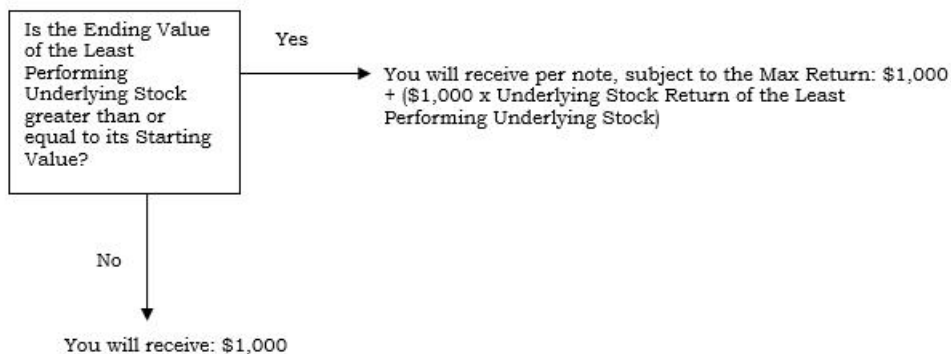 Is the Ending Value
of the Least
Performing
Underlying Stock
greater than or
equal to its Starting
Value?
Yes
You will receive per note, subject to the Max Return: $1,000
+ ($1,000 x Underlying Stock Return of the Least
Performing Underlying Stock)
No
You will receive: $1,000